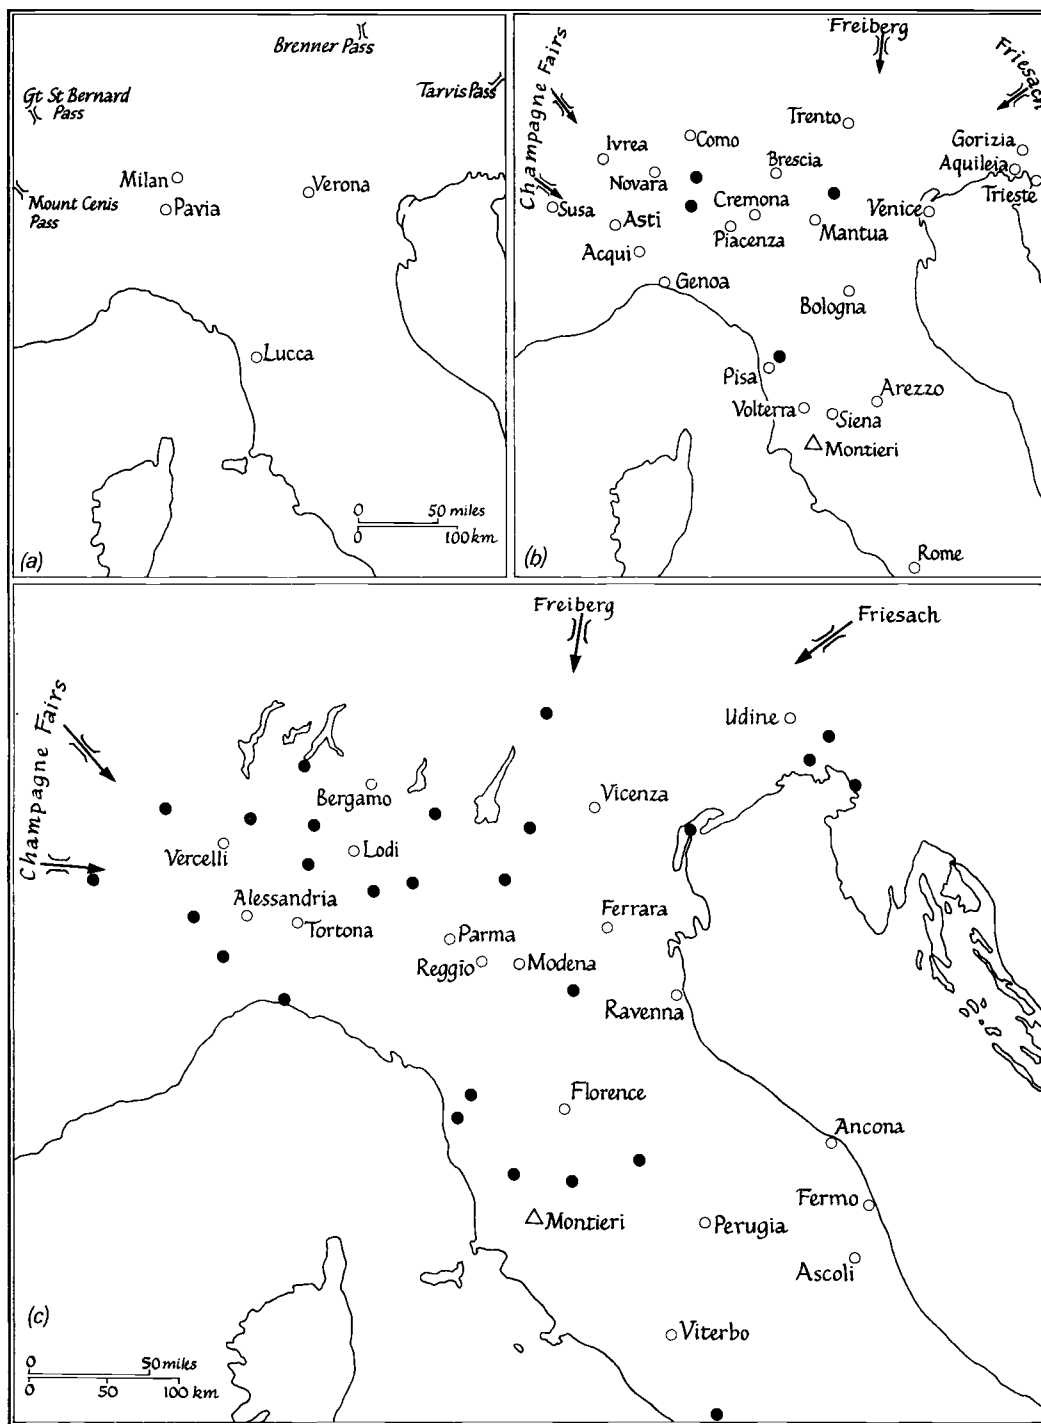 Brenner Pass
Tarvis Pass
Gt St Bernard
Pass
Milan
Verona
Mount Cenis
Pass
Pavia
Lucca
0 50 miles
0 100 km
(a)
Champagne Fairs
Freiberg
Friesach
Trento
Como
Ivrea
Gorizia
Brescia
Aquileia
Novara
Trieste
Cremona
Susa
Venice
Asti
Piacenza
Mantua
Acqui
Genoa
Bologna
Pisa
Arezzo
Volterra
Siena
Montieri
Rome
(b)
Freiberg
Friesach
Champagne Fairs
Udine
Bergamo
Vicenza
Vercelli
Lodi
Alessandria
Tortona
Ferrara
Parma
Reggio
Modena
Ravenna
Florence
Ancona
Fermo
Montieri
Perugia
Ascoli
Viterbo
(c)
0 50 miles
0 50 100 km